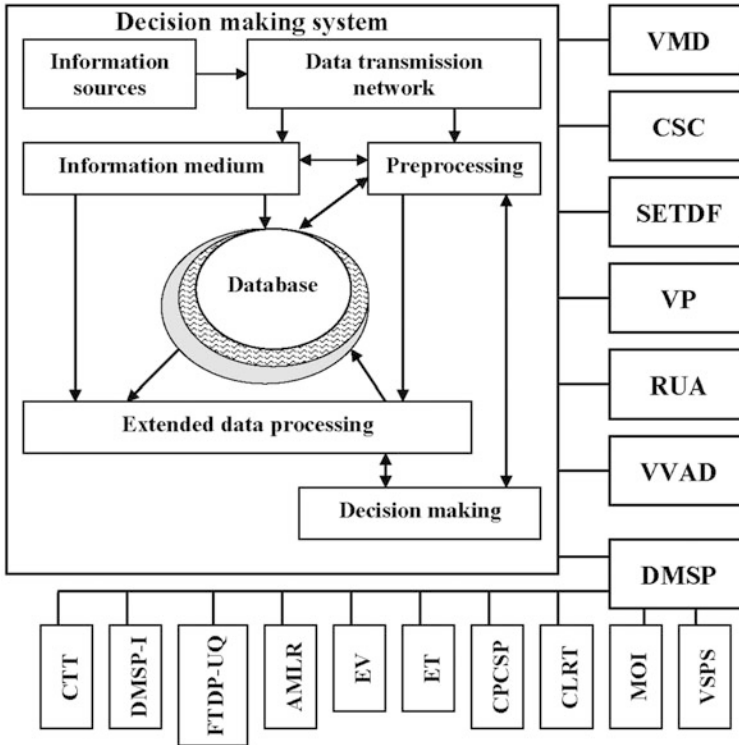 Decision making system
Information
sources
Data transmission
network
Information medium
Preprocessing
Database
Extended data processing
Decision making
VMD
CSC
SETDF
VP
RUA
VVAD
DMSP
CTT
DMSP-I
FTDP-UQ
AMLR
EV
ET
CPCSP
CLRT
MOI
VSPS